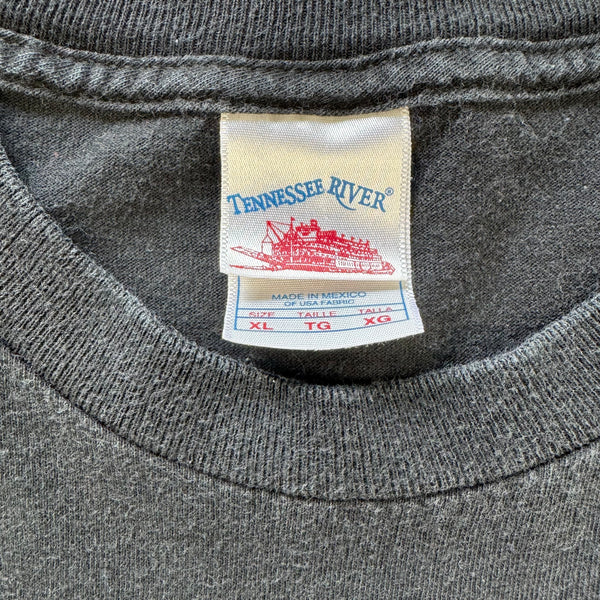 TENNESSEE RIVER®
MADE IN MEXICO
OF USA FABRIC
SIZE TAILLE TALLA
XL TG XG